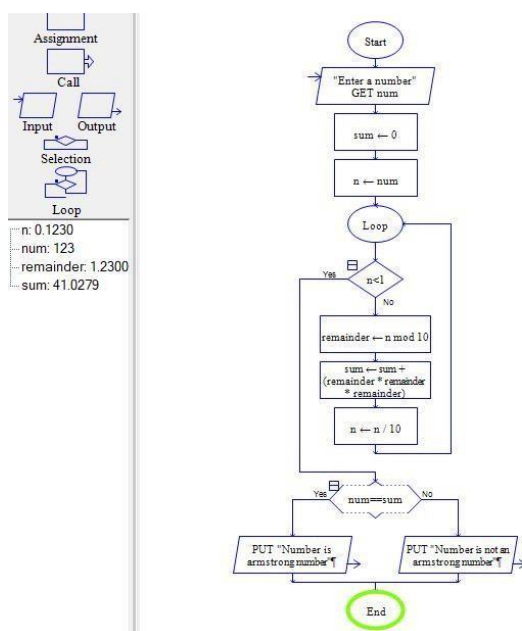 Assignment
Call
Input Output
Selection
Loop
n: 0.1230
num: 123
remainder: 1.2300
sum: 41.0279
Start
"Enter a number"
GET num
sum ← 0
n ← num
Loop
Yes
n<1
No
remainder ← n mod 10
sum ← sum +
(remainder * remainder
* remainder)
n ← n / 10
Yes
num==sum
No
PUT "Number is
armstrong number"¶
PUT "Number is not an
armstrong number"¶
End